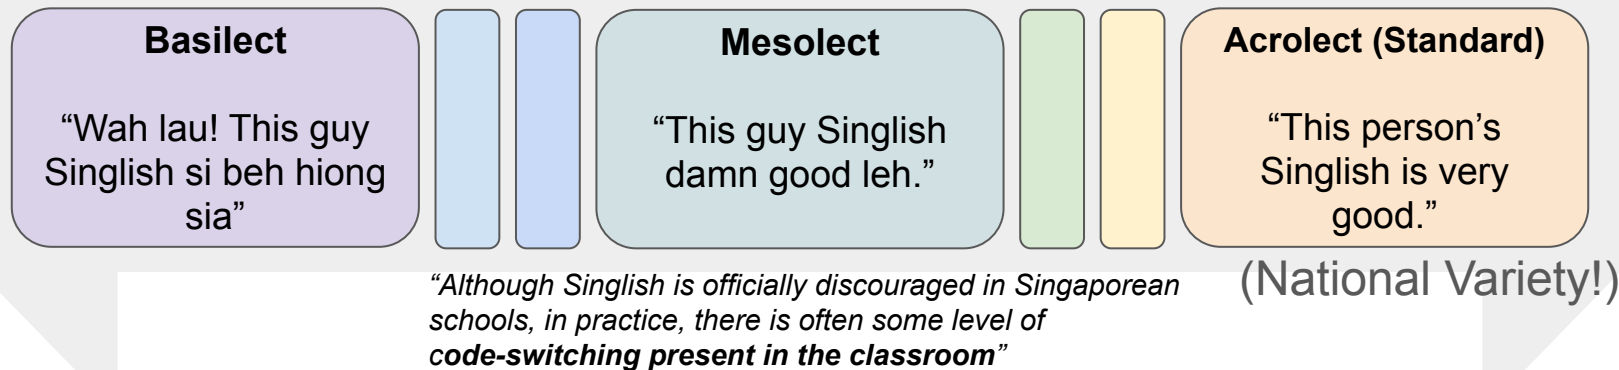 Basilect
“Wah lau! This guy
Singlish si beh hiong
sia”
Mesolect
“This guy Singlish
damn good leh.”
Acrolect (Standard)
“This person’s
Singlish is very
good.”
(National Variety!)
“Although Singlish is officially discouraged in Singaporean
schools, in practice, there is often some level of
code-switching present in the classroom”